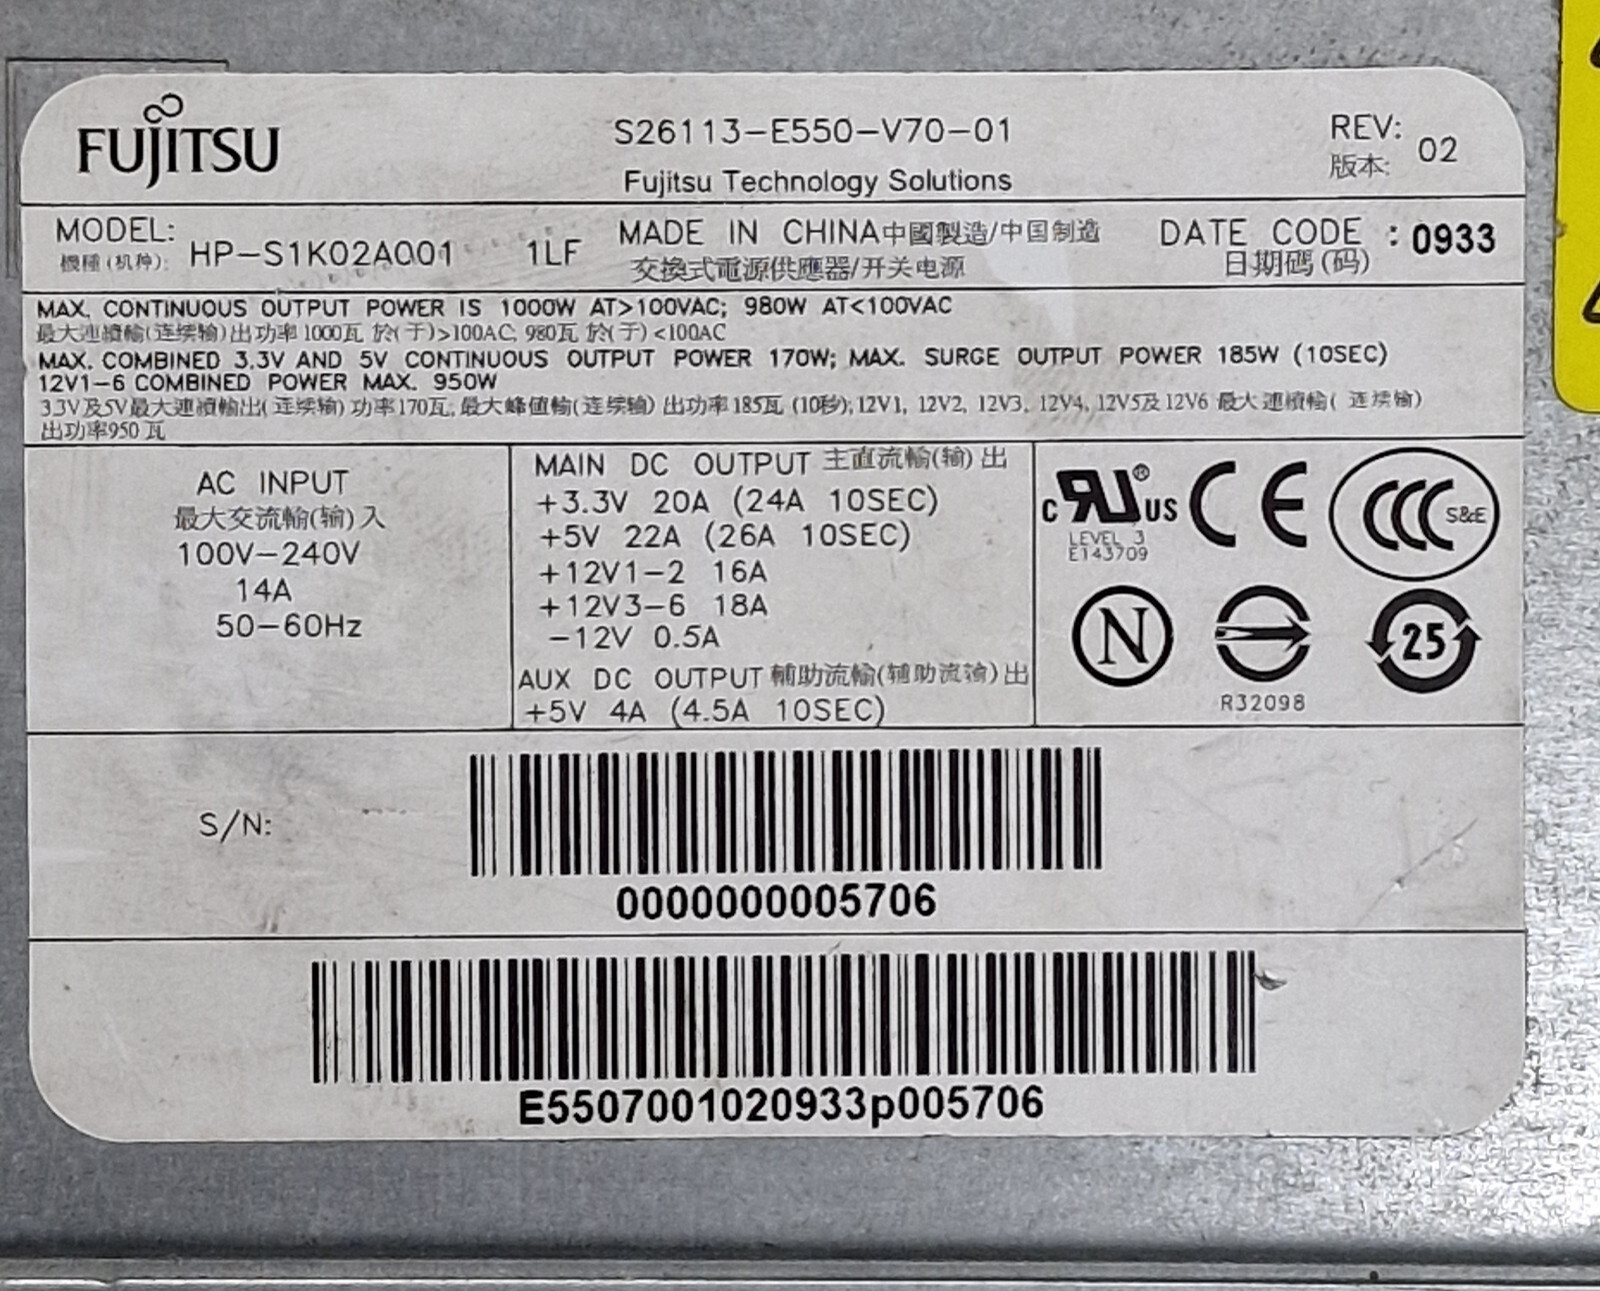 FUJITSU
S26113-E550-V70-01
Fujitsu Technology Solutions
REV: 02
版本:
MODEL: HP-S1K02A001 1LF
機種(机种):
MADE IN CHINA中國製造/中国制造
交換式電源供應器/开关电源
DATE CODE : 0933
日期碼(码)
MAX. CONTINUOUS OUTPUT POWER IS 1000W AT>100VAC; 980W AT<100VAC
最大連續輸(连续输)出功率1000瓦 於(于)>100AC, 980瓦 於(于)<100AC
MAX. COMBINED 3.3V AND 5V CONTINUOUS OUTPUT POWER 170W; MAX. SURGE OUTPUT POWER 185W (10SEC)
12V1-6 COMBINED POWER MAX. 950W
3.3V及5V最大連續輸出(连续输)功率170瓦; 最大峰值輸(连续输)出功率185瓦 (10秒); 12V1, 12V2, 12V3, 12V4, 12V5及12V6 最大連續輸(连续输)
出功率950瓦
AC INPUT
最大交流輸(输)入
100V-240V
14A
50-60Hz
MAIN DC OUTPUT 主直流輸(输)出
+3.3V 20A (24A 10SEC)
+5V 22A (26A 10SEC)
+12V1-2 16A
+12V3-6 18A
-12V 0.5A
AUX DC OUTPUT 輔助流輸(辅助流输)出
+5V 4A (4.5A 10SEC)
c RU® US
LEVEL 3
E143709
CE
CCC S&E
N
R32098
25
S/N:
0000000005706
E5507001020933p005706